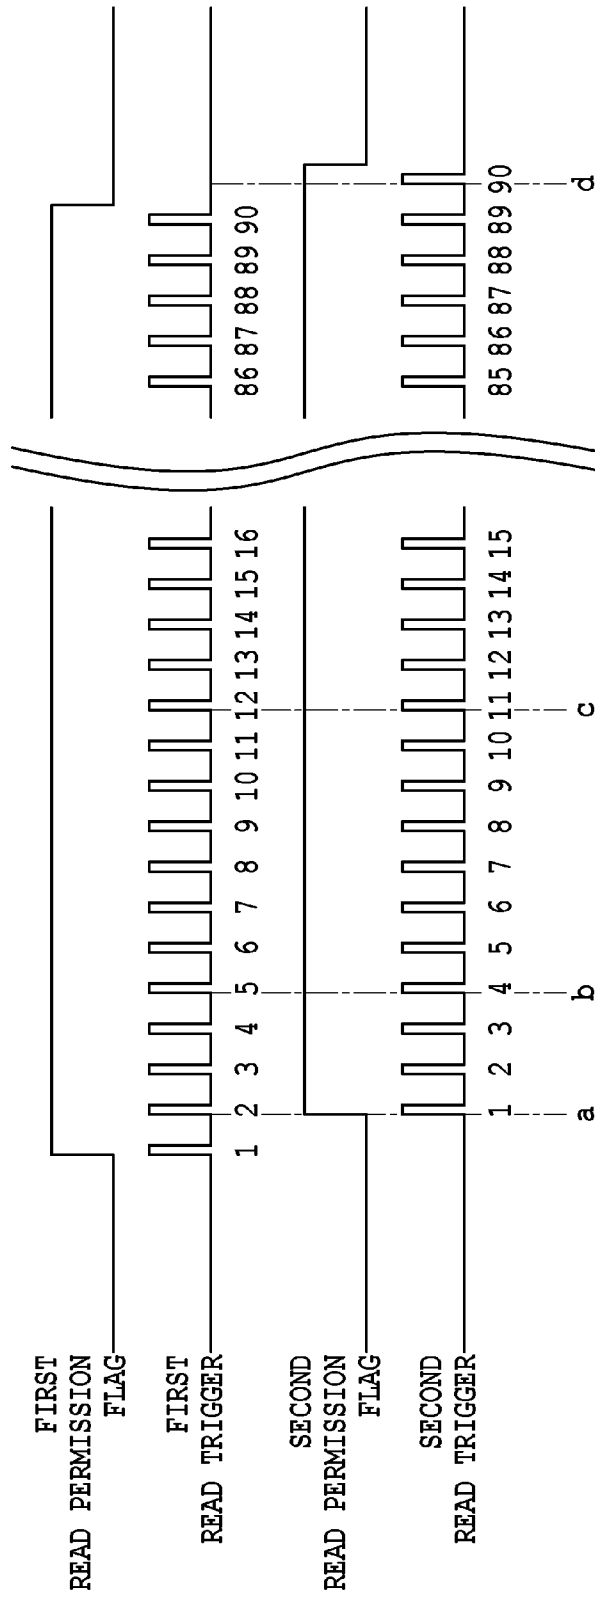 FIRST
READ PERMISSION
FLAG
FIRST
READ TRIGGER
1 2 3 4 5 6 7 8 9 10 11 12 13 14 15 16 86 87 88 89 90
SECOND
READ PERMISSION
FLAG
SECOND
READ TRIGGER
1 2 3 4 5 6 7 8 9 10 11 12 13 14 15 85 86 87 88 89 90
a b c d